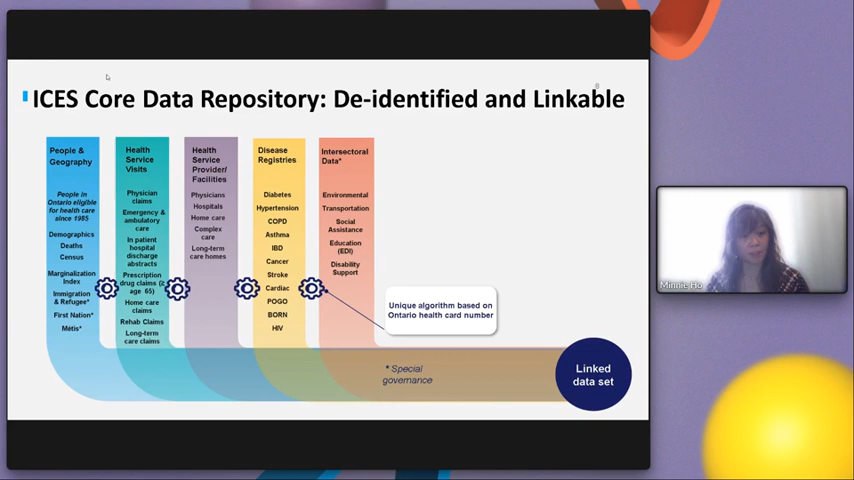 8
ICES Core Data Repository: De-identified and Linkable
People &
Geography
People in
Ontario eligible
for health care
since 1985
Demographics
Deaths
Census
Marginalization
Index
Immigration
& Refugee*
First Nation*
Métis*
Health
Service
Visits
Physician
claims
Emergency &
ambulatory
care
In patient
hospital
discharge
abstracts
Prescription
drug claims (≥
age 65)
Home care
claims
Rehab Claims
Long-term
care claims
Health
Service
Provider/
Facilities
Physicians
Hospitals
Home care
Complex
care
Long-term
care homes
Disease
Registries
Diabetes
Hypertension
COPD
Asthma
IBD
Cancer
Stroke
Cardiac
POGO
BORN
HIV
Intersectoral
Data*
Environmental
Transportation
Social
Assistance
Education
(EDI)
Disability
Support
Unique algorithm based on
Ontario health card number
* Special
governance
Linked
data set
Minnie Ho